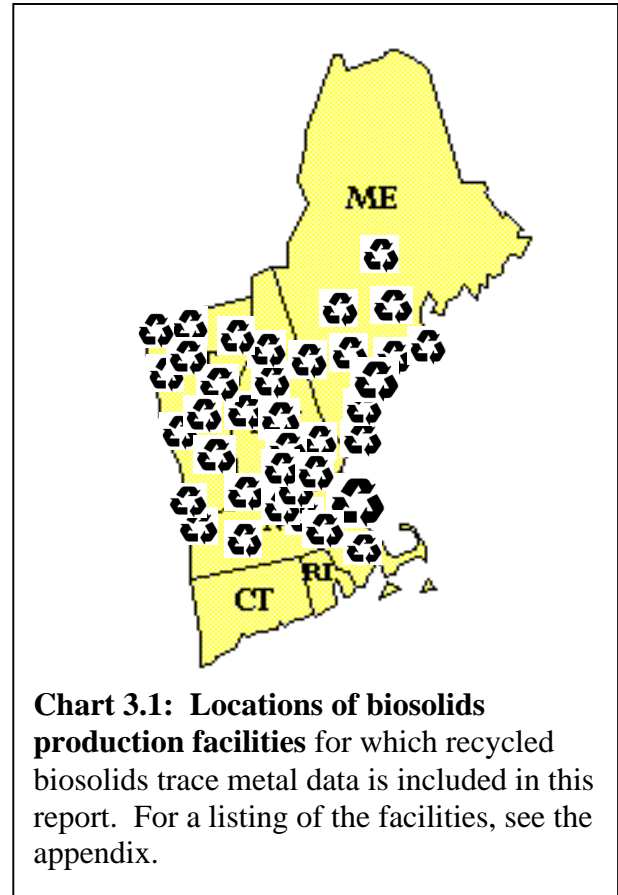 ME
RI
CT
Chart 3.1: Locations of biosolids
production facilities for which recycled
biosolids trace metal data is included in this
report. For a listing of the facilities, see the
appendix.